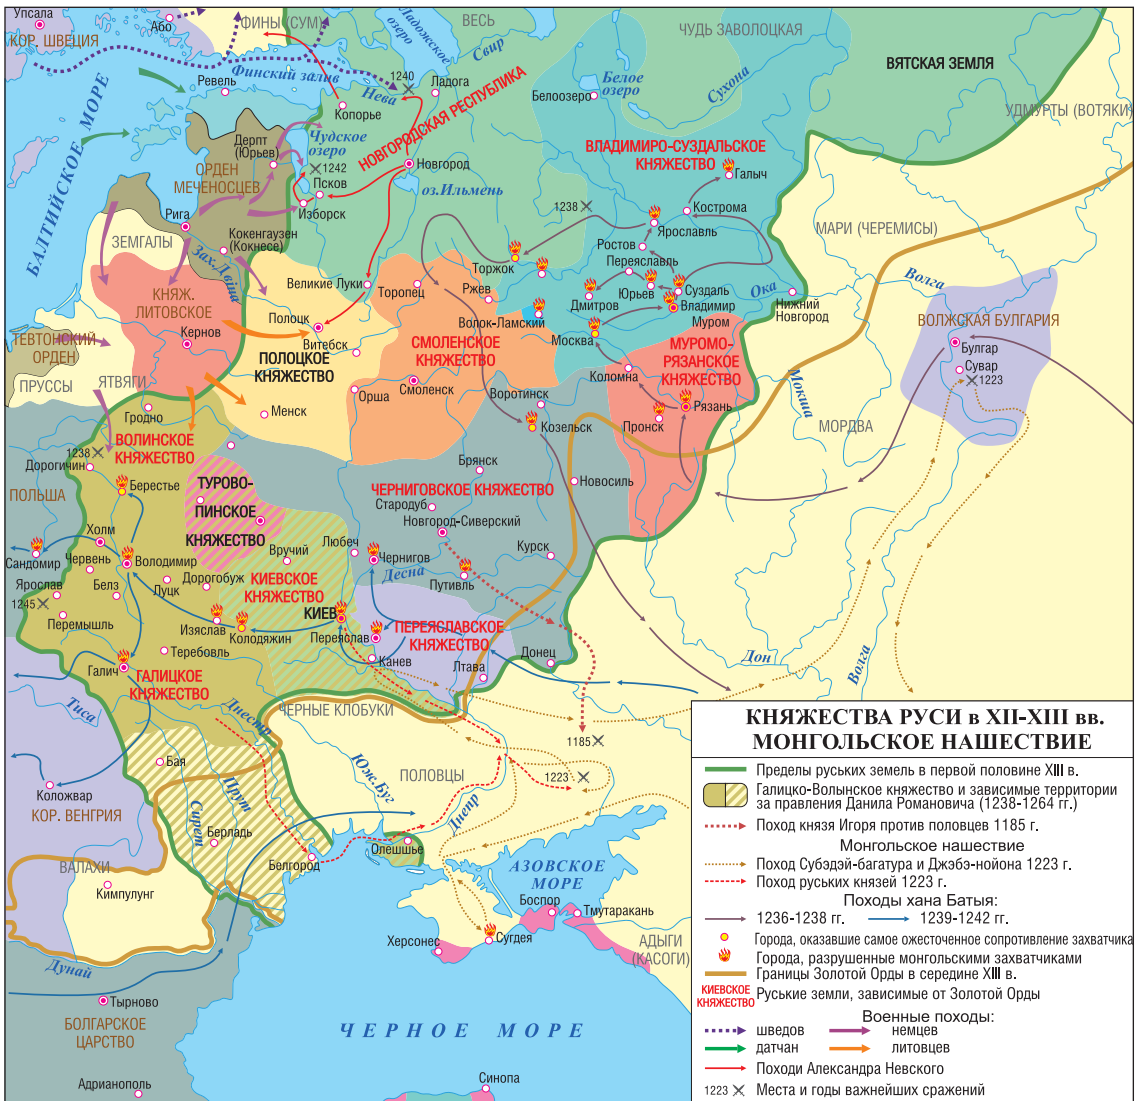 Упсала
Або
КОР. ШВЕЦИЯ
ФИНЫ (СУМ)
Ладожское
озеро
ВЕСЬ
Свирь
ЧУДЬ ЗАВОЛОЦКАЯ
ВЯТСКАЯ ЗЕМЛЯ
УДМУРТЫ (ВОТЯКИ)
Финский залив
1240
Нева
Ладога
Ревель
Копорье
Белое
озеро
Белоозеро
Сухона
БАЛТИЙСКОЕ МОРЕ
НОВГОРОДСКАЯ РЕСПУБЛИКА
Чудское
озеро
Дерпт
(Юрьев)
1242
Новгород
ОРДЕН
МЕЧЕНОСЦЕВ
Псков
Изборск
оз.Ильмень
ВЛАДИМИРО-СУЗДАЛЬСКОЕ
КНЯЖЕСТВО
Галыч
1238
Кострома
Ярославль
Рига
ЗЕМГАЛЫ
Кокенгаузен
(Кокнесе)
Зах.Двіна
МАРИ (ЧЕРЕМИСЫ)
Торжок
Ростов
Переяславль
Великие Луки
Торопец
Ржев
Дмитров
Юрьев
Суздаль
Владимир
Ока
Нижний
Новгород
Волга
КНЯЖ.
ЛИТОВСКОЕ
Полоцк
Волок-Ламский
Муром
ВОЛЖСКАЯ БУЛГАРИЯ
Кернов
ТЕВТОНСКИЙ
ОРДЕН
Витебск
ПОЛОЦКОЕ
КНЯЖЕСТВО
СМОЛЕНСКОЕ
КНЯЖЕСТВО
Москва
МУРОМО-
РЯЗАНСКОЕ
КНЯЖЕСТВО
Булгар
Сувар
1223
ПРУССЫ
ЯТВЯГИ
Орша
Смоленск
Коломна
Воротинск
Мокша
Гродно
Менск
Рязань
Пронск
Козельск
МОРДВА
ВОЛИНСКОЕ
КНЯЖЕСТВО
1238
Дорогичин
Брянск
ПОЛЬША
Берестье
ТУРОВО-
ПИНСКОЕ
КНЯЖЕСТВО
ЧЕРНИГОВСКОЕ КНЯЖЕСТВО
Новосиль
Стародуб
Новгород-Сиверский
Холм
Сандомир
Червень
Володимир
Вручий
Любеч
Чернигов
Десна
Курск
Ярослав
1245
Белз
Луцк
Дорогобуж
КИЕВСКОЕ
КНЯЖЕСТВО
Путивль
Перемышль
Изяслав
Колодяжин
КИЕВ
Переяслав
ПЕРЕЯСЛАВСКОЕ
КНЯЖЕСТВО
Теребовль
Канев
Лтава
Донец
Дон
Волга
Галич
ГАЛИЦКОЕ
КНЯЖЕСТВО
Тиса
Днестр
ЧЕРНЫЕ КЛОБУКИ
1185
Бая
Юж.Буг
ПОЛОВЦЫ
1223
Коложвар
Прут
Днепр
КОР. ВЕНГРИЯ
Сирет
Берладь
Олешшье
Белгород
ВАЛАХИ
Кимпулунг
АЗОВСКОЕ
МОРЕ
Боспор
Тмутаракань
Херсонес
Сугдея
АДЫГИ
(КАСОГИ)
Дунай
Тырново
БОЛГАРСКОЕ
ЦАРСТВО
ЧЕРНОЕ МОРЕ
Адрианополь
Синопа
КНЯЖЕСТВА РУСИ в XII-XIII вв.
МОНГОЛЬСКОЕ НАШЕСТВИЕ
Пределы руських земель в первой половине XIII в.
Галицко-Волынское княжество и зависимые территории
за правления Данила Романовича (1238-1264 гг.)
Поход князя Игоря против половцев 1185 г.
Монгольское нашествие
Поход Субэдэй-багатура и Джэбэ-нойона 1223 г.
Поход руських князей 1223 г.
Походы хана Батыя:
1236-1238 гг.
1239-1242 гг.
Города, оказавшие самое ожесточенное сопротивление захватчикам
Города, разрушенные монгольскими захватчиками
Границы Золотой Орды в середине XIII в.
КИЕВСКОЕ
КНЯЖЕСТВО
Руськие земли, зависимые от Золотой Орды
Военные походы:
шведов
немцев
датчан
литовцев
Походи Александра Невского
1223
Места и годы важнейших сражений